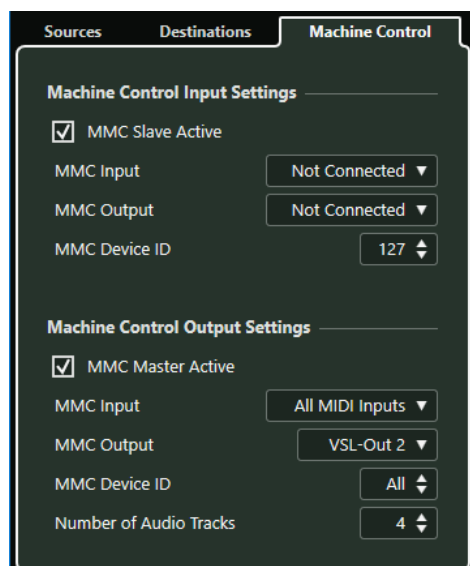 Sources Destinations Machine Control
Machine Control Input Settings
MMC Slave Active
MMC Input Not Connected
MMC Output Not Connected
MMC Device ID 127
Machine Control Output Settings
MMC Master Active
MMC Input All MIDI Inputs
MMC Output VSL-Out 2
MMC Device ID All
Number of Audio Tracks 4